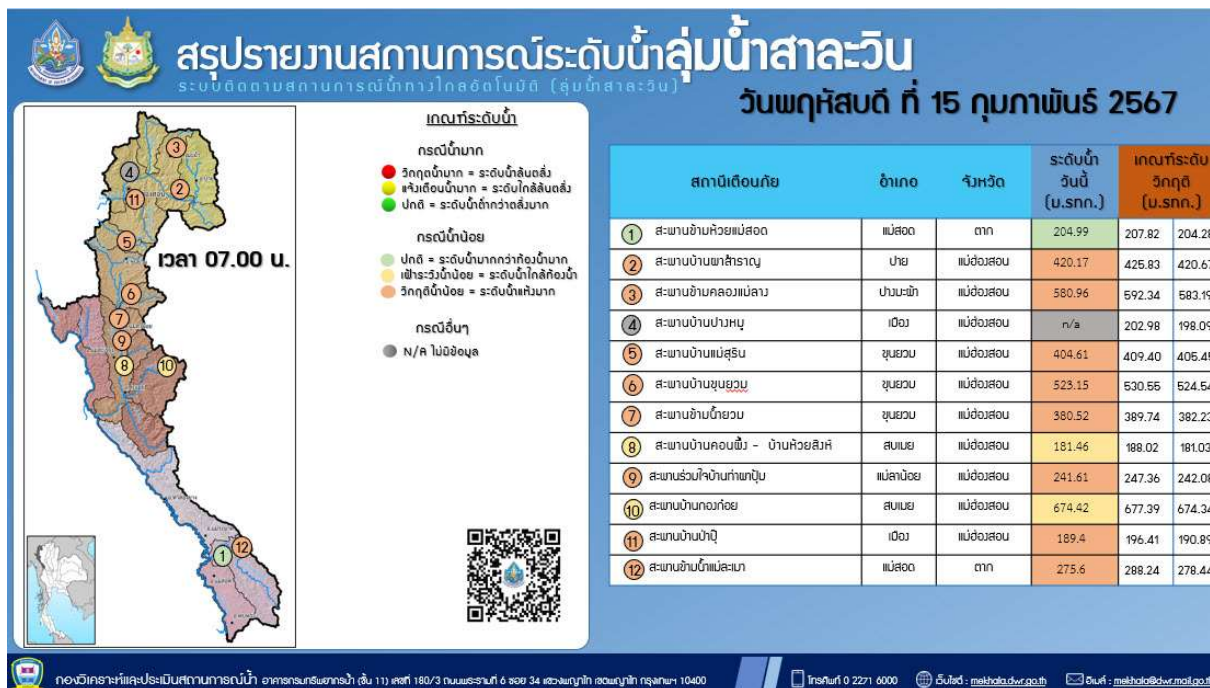 สรุปรายงานสถานการณ์ระดับน้ำลุ่มน้ำสาละวิน
ระบบติดตามสถานการณ์น้ำทางไกลอัตโนมัติ (ลุ่มน้ำสาละวิน)
วันพฤหัสบดี ที่ 15 กุมภาพันธ์ 2567
เวลา 07.00 น.
เกณฑ์ระดับน้ำ
กรณีน้ำมาก
วิกฤตน้ำมาก = ระดับน้ำล้นตลิ่ง
แจ้งเตือนน้ำมาก = ระดับใกล้ล้นตลิ่ง
ปกติ = ระดับน้ำต่ำกว่าตลิ่งมาก
กรณีน้ำน้อย
ปกติ = ระดับน้ำมากกว่าท้องน้ำมาก
เฝ้าระวังน้ำน้อย = ระดับน้ำใกล้ท้องน้ำ
วิกฤติน้ำน้อย = ระดับน้ำแห้งมาก
กรณีอื่นๆ
N/A ไม่มีข้อมูล
3
4
2
11
5
6
7
9
8 10
1 12
สถานีเตือนภัย อำเภอ จังหวัด ระดับน้ำวันนี้ (ม.รทก.) เกณฑ์ระดับวิกฤติ (ม.รทก.)
1 สะพานข้ามห้วยแม่สอด แม่สอด ตาก 204.99 207.82 204.28
2 สะพานบ้านผาสำราญ ปาย แม่ฮ่องสอน 420.17 425.83 420.67
3 สะพานข้ามคลองแม่ลาง ปางมะผ้า แม่ฮ่องสอน 580.96 592.34 583.19
4 สะพานบ้านปางหมู เมือง แม่ฮ่องสอน n/a 202.98 198.09
5 สะพานบ้านแม่สุริน ขุนยวม แม่ฮ่องสอน 404.61 409.40 405.45
6 สะพานบ้านขุนยวม ขุนยวม แม่ฮ่องสอน 523.15 530.55 524.54
7 สะพานข้ามน้ำยวม ขุนยวม แม่ฮ่องสอน 380.52 389.74 382.23
8 สะพานบ้านคอนผึ้ง - บ้านห้วยสิงห์ สบเมย แม่ฮ่องสอน 181.46 188.02 181.03
9 สะพานร่วมใจบ้านท่าผาปุ้ม แม่ลาน้อย แม่ฮ่องสอน 241.61 247.36 242.08
10 สะพานบ้านกองก๋อย สบเมย แม่ฮ่องสอน 674.42 677.39 674.34
11 สะพานบ้านป่าปุ๊ เมือง แม่ฮ่องสอน 189.4 196.41 190.89
12 สะพานข้ามน้ำแม่ละเมา แม่สอด ตาก 275.6 288.24 278.44
กองวิเคราะห์และประเมินสถานการณ์น้ำ อาคารกรมทรัพยากรน้ำ (ชั้น 11) เลขที่ 180/3 ถนนพระรามที่ 6 ซอย 34 แขวงพญาไท เขตพญาไท กรุงเทพฯ 10400 โทรศัพท์ 0 2271 6000 เว็บไซต์ : mekhala.dwr.go.th อีเมล์ : mekhala@dwr.mail.go.th